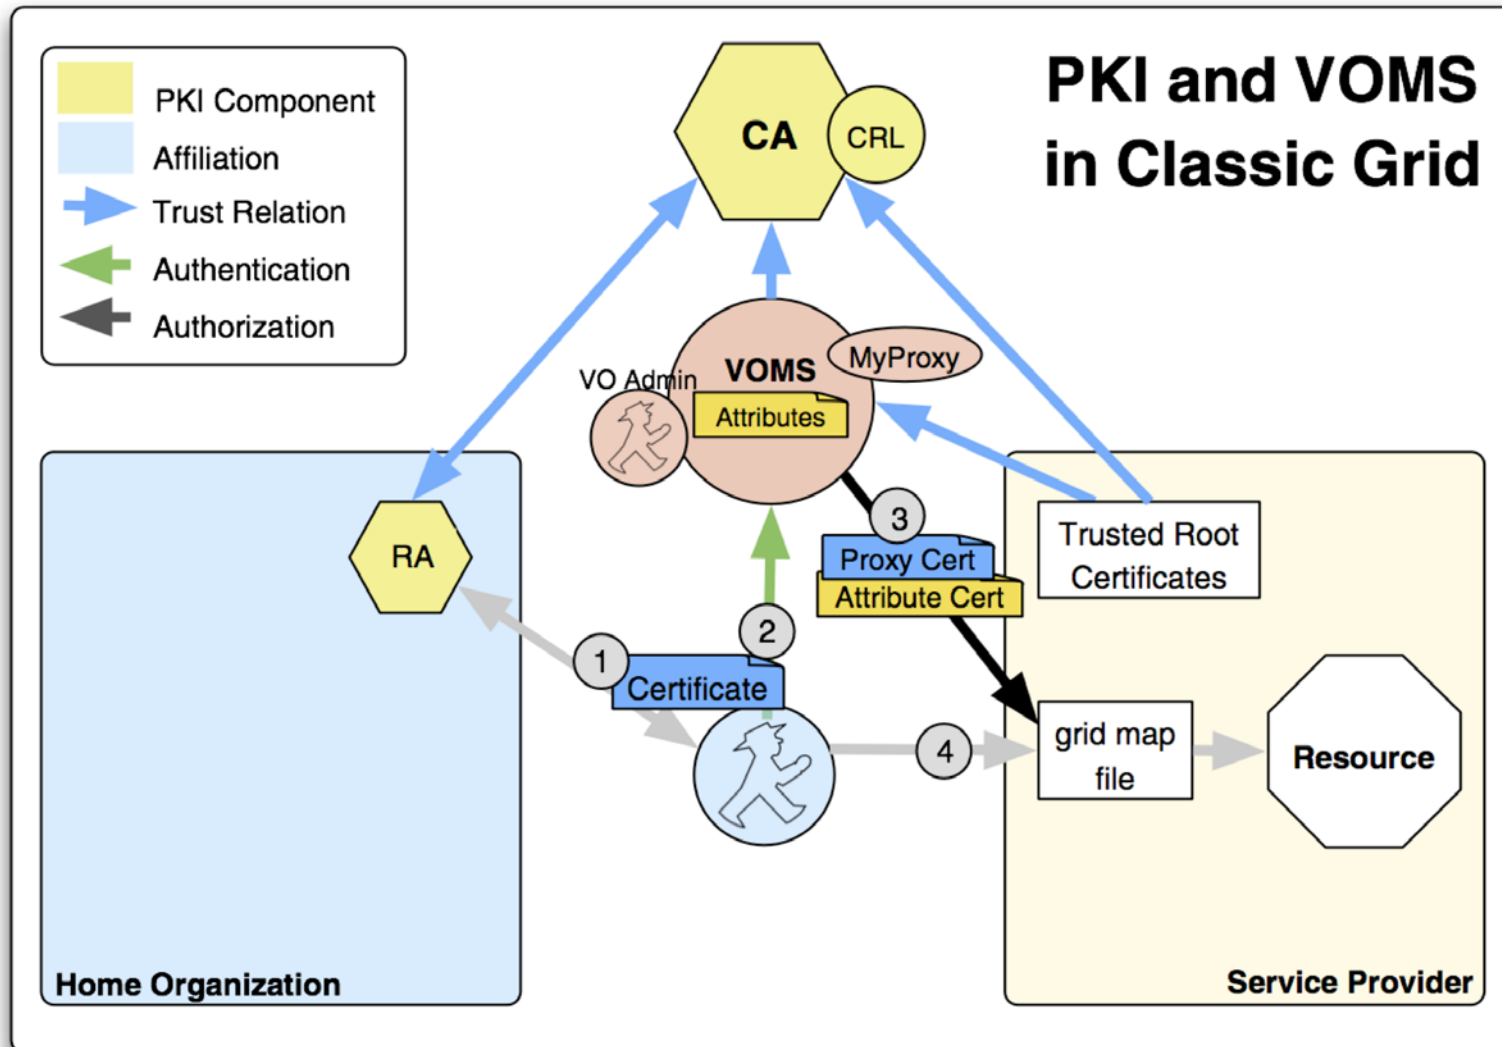 PKI and VOMS
in Classic Grid
PKI Component
Affiliation
Trust Relation
Authentication
Authorization
CA
CRL
VOMS
MyProxy
VO Admin
Attributes
3
Proxy Cert
Attribute Cert
Trusted Root
Certificates
RA
2
1
Certificate
4
grid map
file
Resource
Home Organization
Service Provider